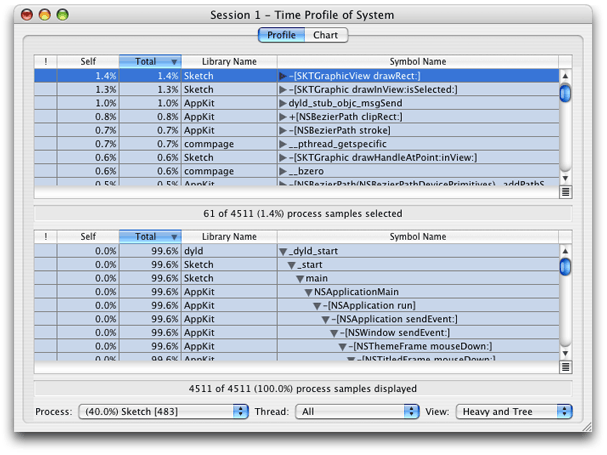 Session 1 – Time Profile of System
Profile Chart
! Self Total Library Name Symbol Name
1.4% 1.4% Sketch -[SKTGraphicView drawRect:]
1.3% 1.3% Sketch -[SKTGraphic drawInView:isSelected:]
1.0% 1.0% AppKit dyld_stub_objc_msgSend
0.8% 0.8% AppKit +[NSBezierPath clipRect:]
0.7% 0.7% AppKit -[NSBezierPath stroke]
0.7% 0.7% commpage __pthread_getspecific
0.6% 0.6% Sketch -[SKTGraphic drawHandleAtPoint:inView:]
0.6% 0.6% commpage __bzero
0.5% 0.5% AppKit -[NSBezierPath(NSBezierPathDevicePrimitives) _addPathS
61 of 4511 (1.4%) process samples selected
! Self Total Library Name Symbol Name
0.0% 99.6% dyld _dyld_start
0.0% 99.6% Sketch _start
0.0% 99.6% Sketch main
0.0% 99.6% AppKit NSApplicationMain
0.0% 99.6% AppKit -[NSApplication run]
0.0% 99.6% AppKit -[NSApplication sendEvent:]
0.0% 99.6% AppKit -[NSWindow sendEvent:]
0.0% 99.6% AppKit -[NSThemeFrame mouseDown:]
0.0% 99.6% AppKit -[NSTitledFrame mouseDown:]
4511 of 4511 (100.0%) process samples displayed
Process: (40.0%) Sketch [483] Thread: All View: Heavy and Tree